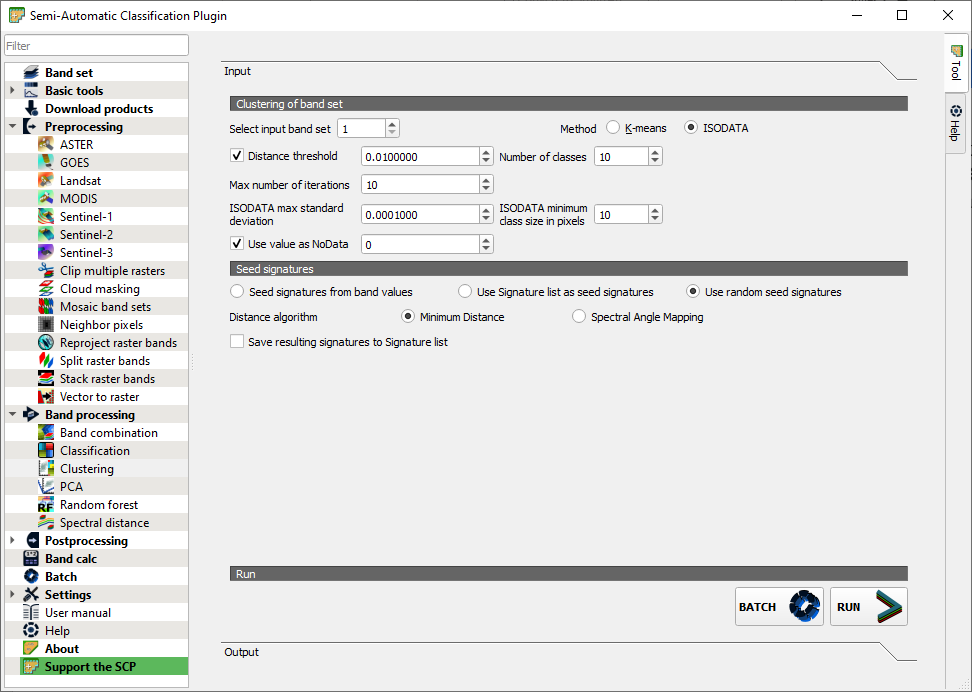 Semi-Automatic Classification Plugin
Filter
Band set
Basic tools
Download products
Preprocessing
ASTER
GOES
Landsat
MODIS
Sentinel-1
Sentinel-2
Sentinel-3
Clip multiple rasters
Cloud masking
Mosaic band sets
Neighbor pixels
Reproject raster bands
Split raster bands
Stack raster bands
Vector to raster
Band processing
Band combination
Classification
Clustering
PCA
RF Random forest
Spectral distance
Postprocessing
Band calc
Batch
Settings
User manual
Help
About
Support the SCP
Input
Clustering of band set
Select input band set 1 Method K-means ISODATA
Distance threshold 0.0100000 Number of classes 10
Max number of iterations 10
ISODATA max standard
deviation
0.0001000
ISODATA minimum
class size in pixels
10
Use value as NoData 0
Seed signatures
Seed signatures from band values Use Signature list as seed signatures Use random seed signatures
Distance algorithm Minimum Distance Spectral Angle Mapping
Save resulting signatures to Signature list
Run
BATCH RUN
Output
Tool
Help